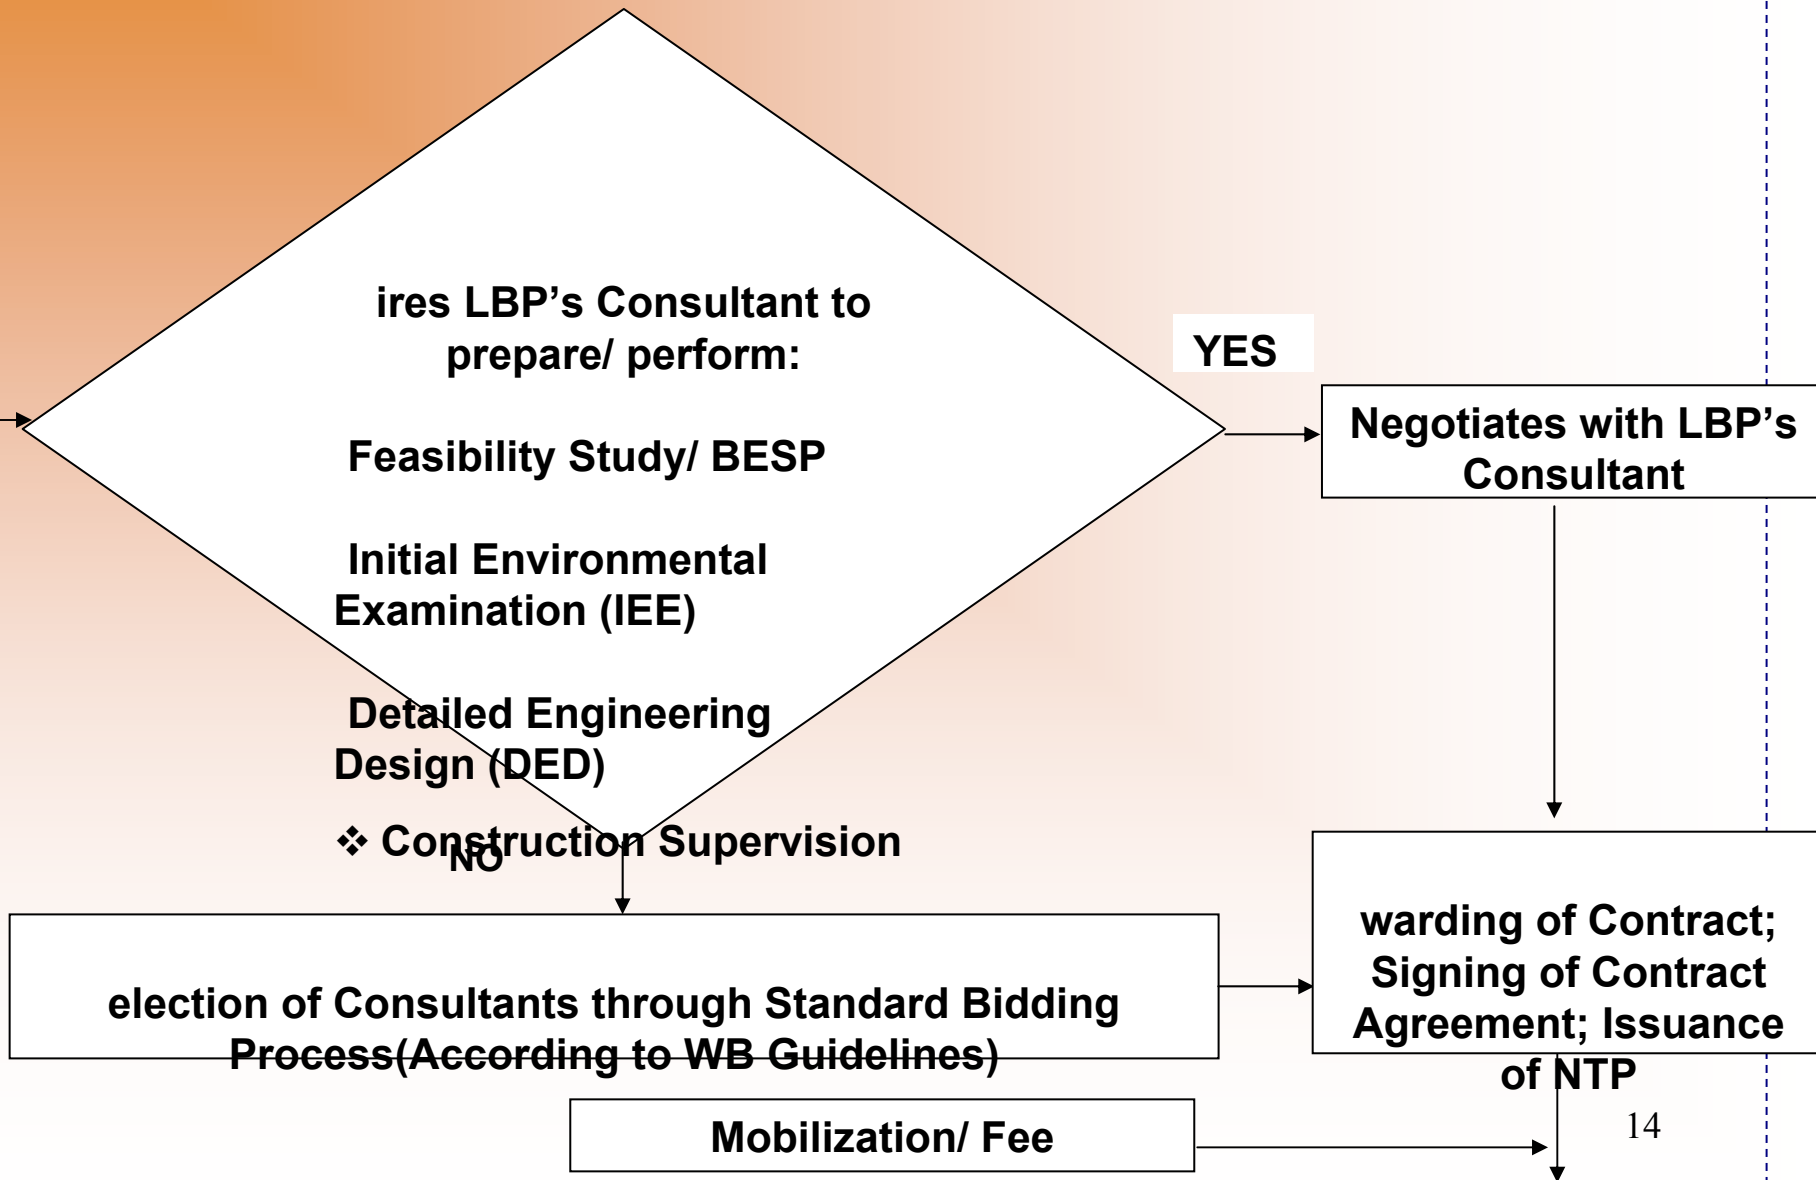 ires LBP’s Consultant to
prepare/ perform:
Feasibility Study/ BESP
Initial Environmental
Examination (IEE)
Detailed Engineering
Design (DED)
❖ Construction Supervision
YES
Negotiates with LBP’s
Consultant
NO
election of Consultants through Standard Bidding
Process(According to WB Guidelines)
warding of Contract;
Signing of Contract
Agreement; Issuance
of NTP
Mobilization/ Fee
14